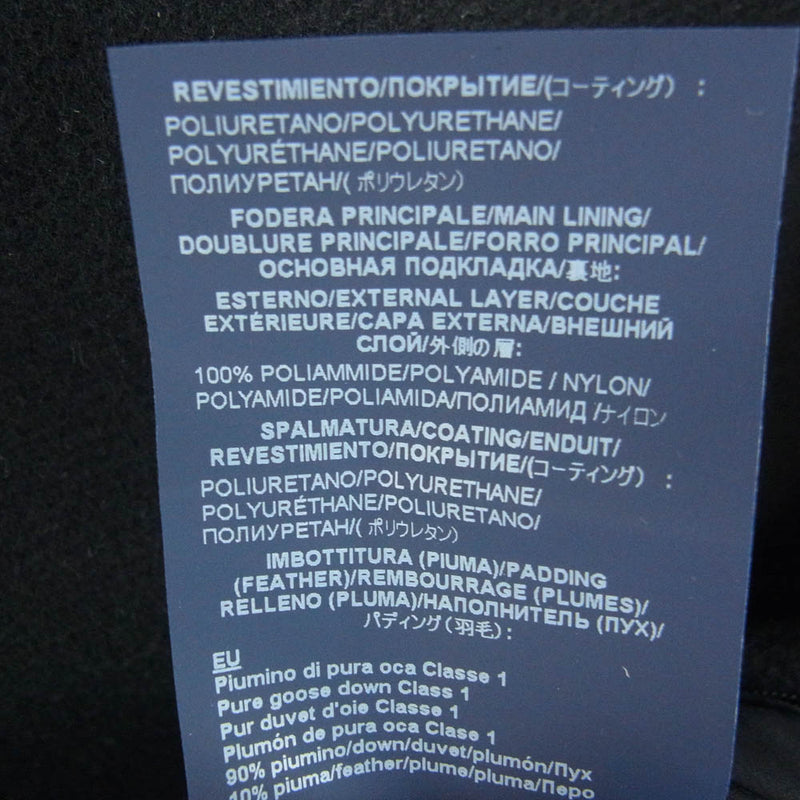 REVESTIMIENTO/ПОКРЫТИЕ/(コーティング) :
POLIURETANO/POLYURETHANE/
POLYURÉTHANE/POLIURETANO/
ПОЛИУРЕТАН/( ポリウレタン)
FODERA PRINCIPALE/MAIN LINING/
DOUBLURE PRINCIPALE/FORRO PRINCIPAL/
ОСНОВНАЯ ПОДКЛАДКА/裏地:
ESTERNO/EXTERNAL LAYER/COUCHE
EXTÉRIEURE/CAPA EXTERNA/ВНЕШНИЙ
СЛОЙ/外側の層:
100% POLIAMMIDE/POLYAMIDE / NYLON/
POLYAMIDE/POLIAMIDA/ПОЛИАМИД /ナイロン
SPALMATURA/COATING/ENDUIT/
REVESTIMIENTO/ПОКРЫТИЕ/(コーティング) :
POLIURETANO/POLYURETHANE/
POLYURÉTHANE/POLIURETANO/
ПОЛИУРЕТАН/( ポリウレタン)
IMBOTTITURA (PIUMA)/PADDING
(FEATHER)/REMBOURRAGE (PLUMES)/
RELLENO (PLUMA)/НАПОЛНИТЕЛЬ (ПУХ)/
パディング (羽毛) :
EU
Piumino di pura oca Classe 1
Pure goose down Class 1
Pur duvet d'oie Classe 1
Plumón de pura oca Clase 1
90% piumino/down/duvet/plumón/Пух
10% piuma/feather/plume/pluma/Перо